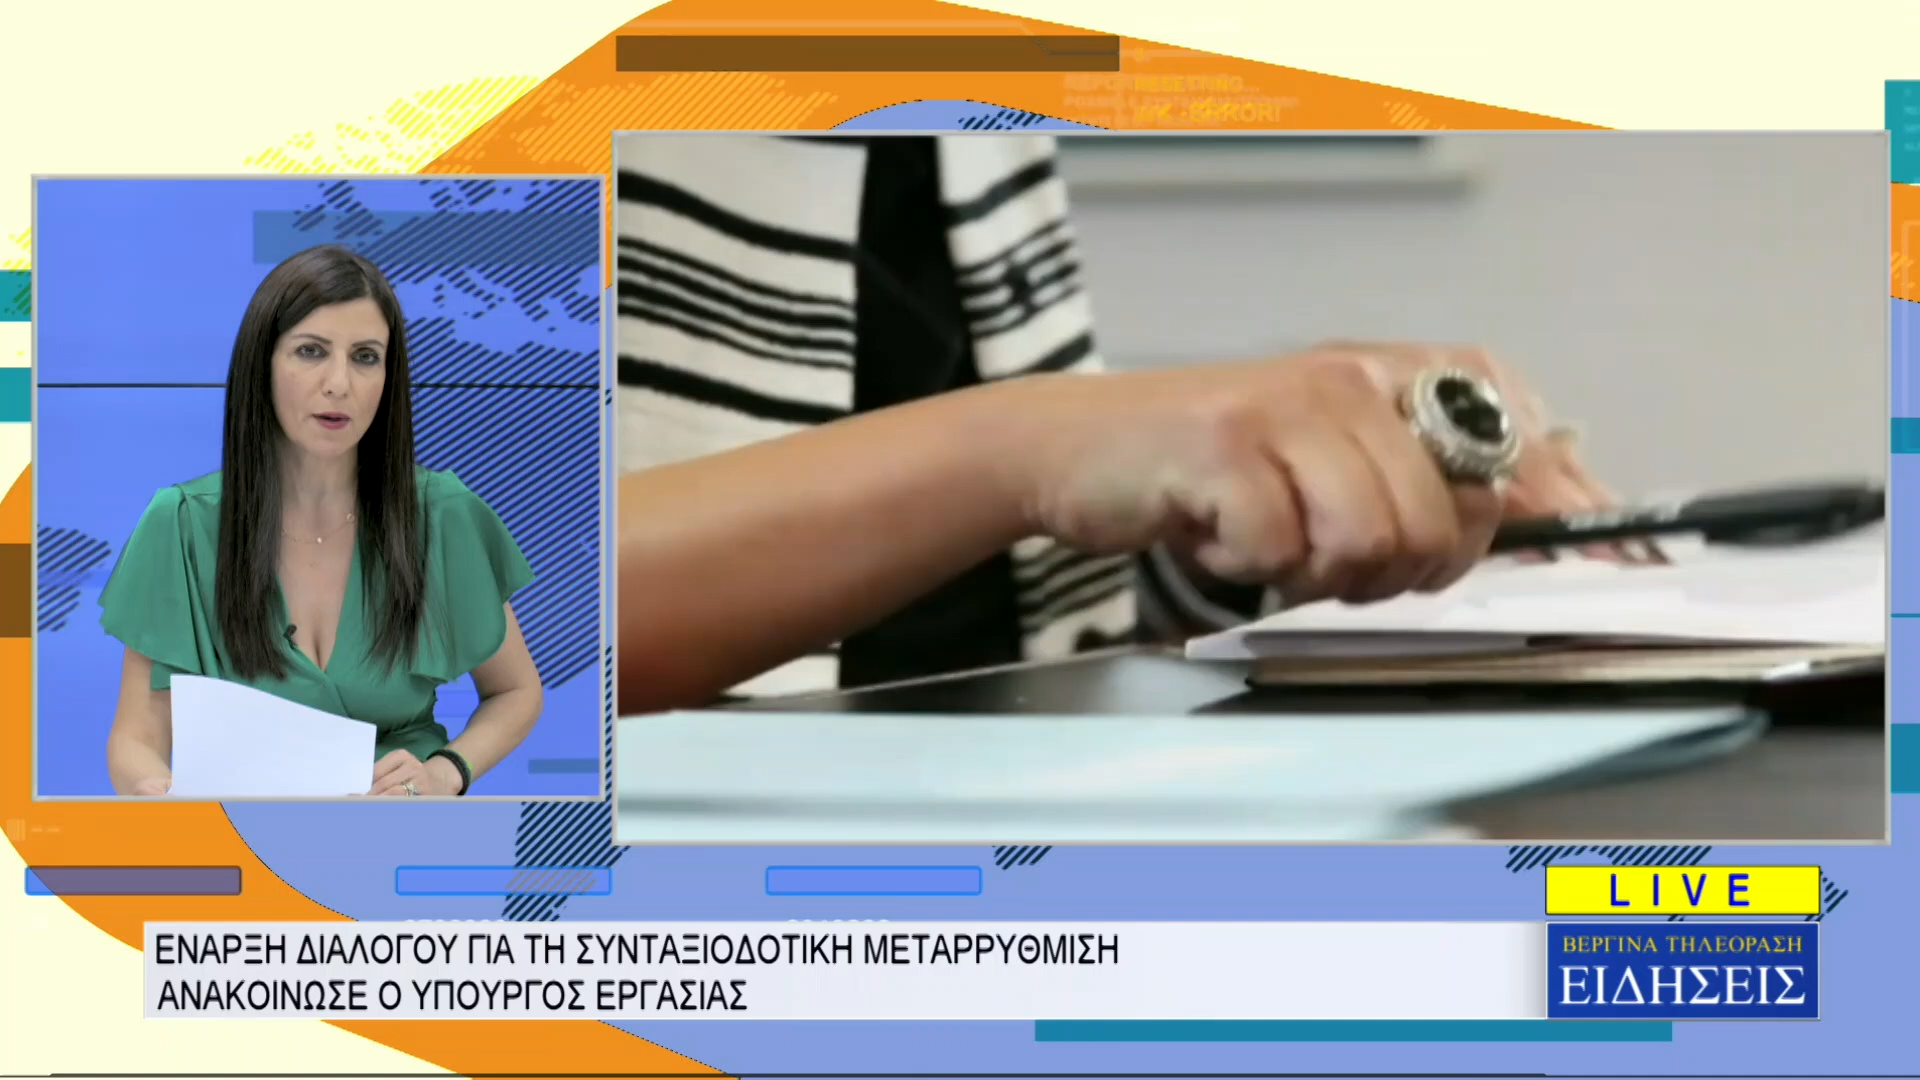 LIVE
ΕΝΑΡΞΗ ΔΙΑΛΟΓΟΥ ΓΙΑ ΤΗ ΣΥΝΤΑΞΙΟΔΟΤΙΚΗ ΜΕΤΑΡΡΥΘΜΙΣΗ
ΑΝΑΚΟΙΝΩΣΕ Ο ΥΠΟΥΡΓΟΣ ΕΡΓΑΣΙΑΣ
ΒΕΡΓΙΝΑ ΤΗΛΕΟΡΑΣΗ
ΕΙΔΗΣΕΙΣ